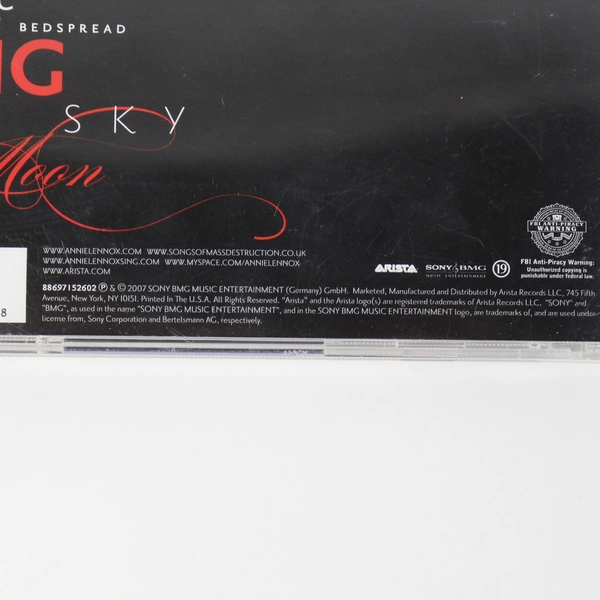 BEDSPREAD
NG
SKY
Moon
FBI ANTI-PIRACY
WARNING
WWW.ANNIELENNOX.COM WWW.SONGSOFMASSDESTRUCTION.CO.UK
WWW.ANNIELENNOXSING.COM WWW.MYSPACE.COM/ANNIELENNOX
WWW.ARISTA.COM
ARISTA SONY BMG MUSIC ENTERTAINMENT 19
FBI Anti-Piracy Warning:
Unauthorized copying is
punishable under federal law.
8
88697152602 Ⓟ & © 2007 SONY BMG MUSIC ENTERTAINMENT (Germany) GmbH. Marketed, Manufactured and Distributed by Arista Records LLC, 745 Fifth
Avenue, New York, NY 10151. Printed In The U.S.A. All Rights Reserved. "Arista" and the Arista logo(s) are registered trademarks of Arista Records LLC. "SONY" and
"BMG", as used in the name "SONY BMG MUSIC ENTERTAINMENT", and in the SONY BMG MUSIC ENTERTAINMENT logo, are trademarks of, and are used under
license from, Sony Corporation and Bertelsmann AG, respectively.